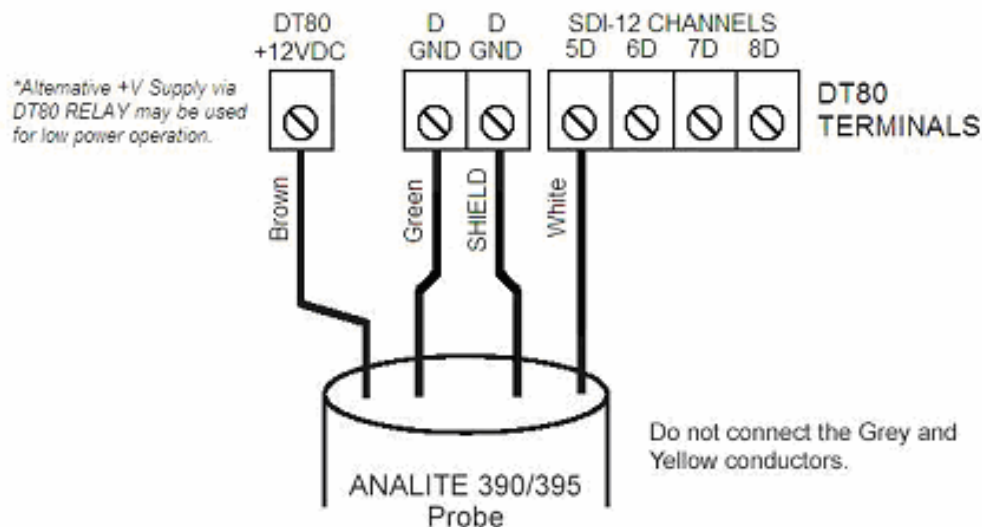 DT80
+12VDC
D
GND
D
GND
SDI-12 CHANNELS
5D 6D 7D 8D
*Alternative +V Supply via
DT80 RELAY may be used
for low power operation.
DT80
TERMINALS
Brown
Green
SHIELD
White
Do not connect the Grey and
Yellow conductors.
ANALITE 390/395
Probe